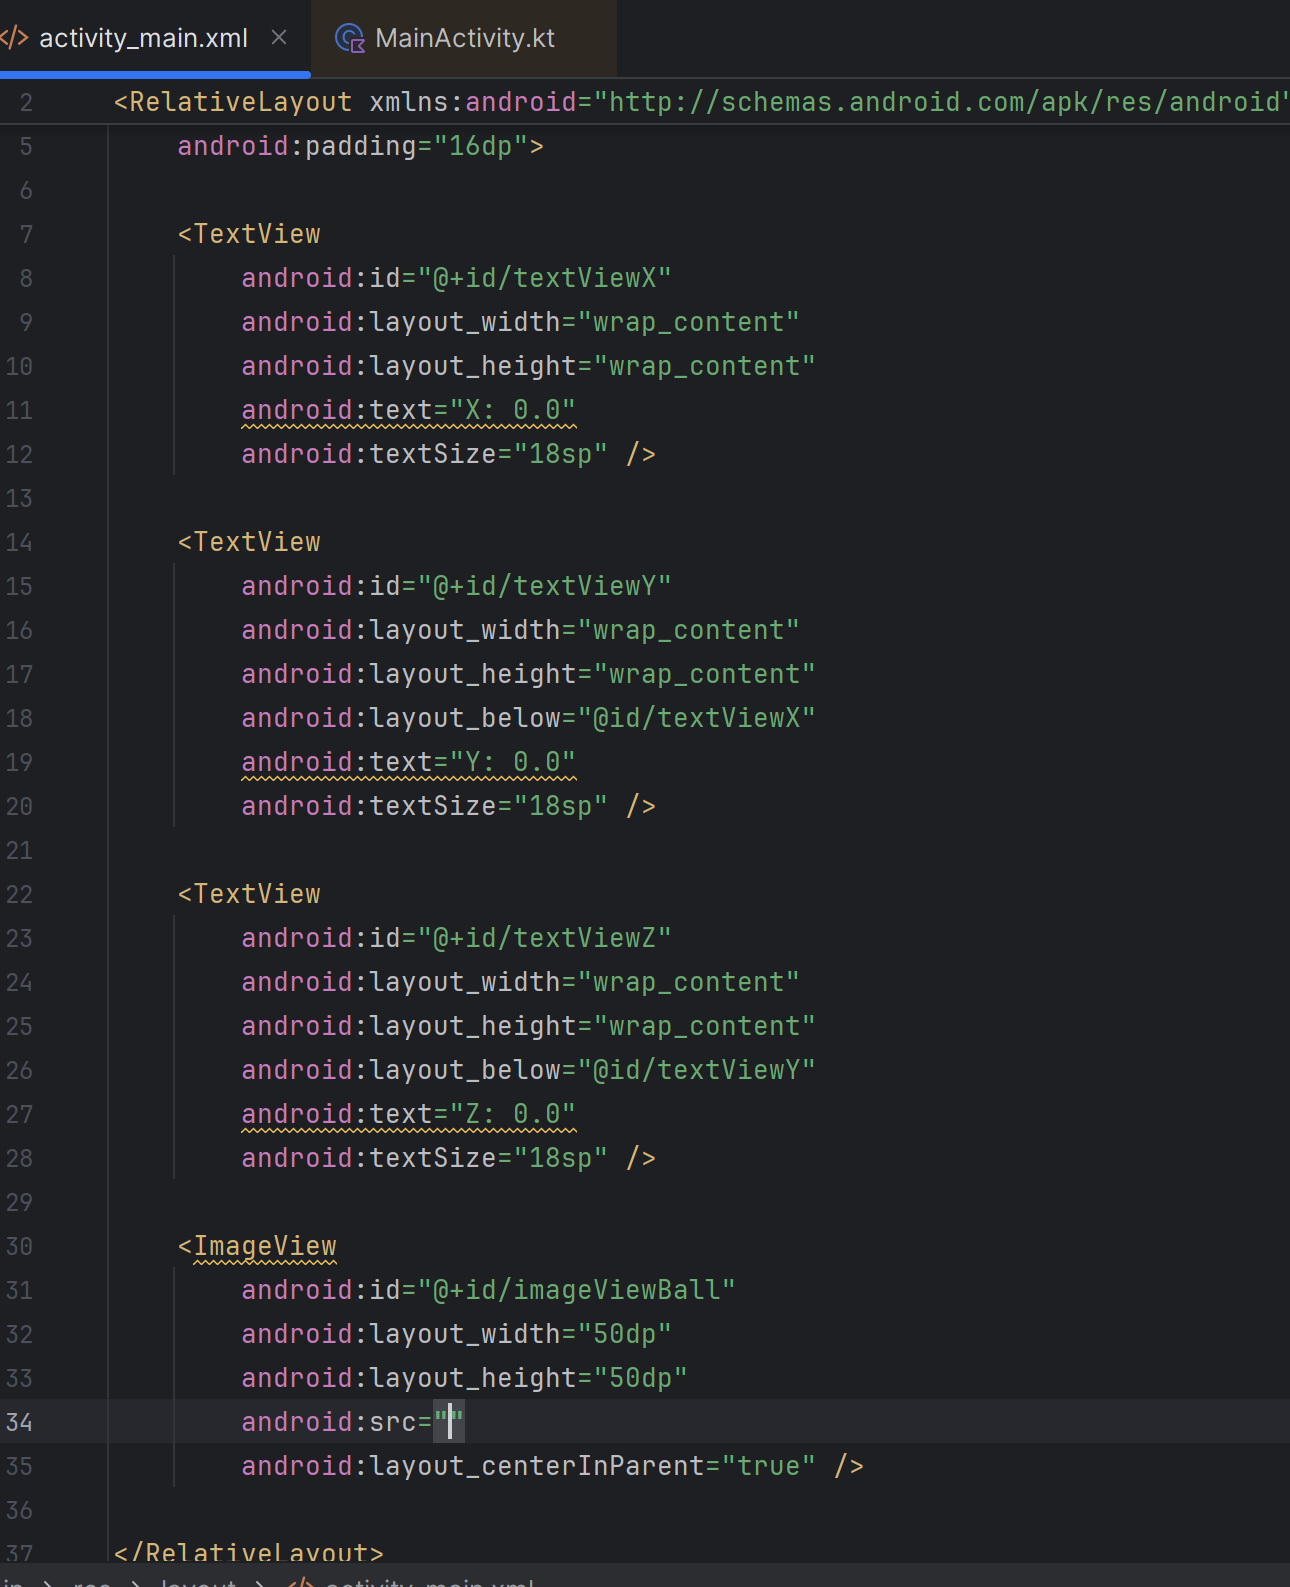 activity_main.xml × MainActivity.kt
2 <RelativeLayout xmlns:android="http://schemas.android.com/apk/res/android"
5 android:padding="16dp">
6
7 <TextView
8 android:id="@+id/textViewX"
9 android:layout_width="wrap_content"
10 android:layout_height="wrap_content"
11 android:text="X: 0.0"
12 android:textSize="18sp" />
13
14 <TextView
15 android:id="@+id/textViewY"
16 android:layout_width="wrap_content"
17 android:layout_height="wrap_content"
18 android:layout_below="@id/textViewX"
19 android:text="Y: 0.0"
20 android:textSize="18sp" />
21
22 <TextView
23 android:id="@+id/textViewZ"
24 android:layout_width="wrap_content"
25 android:layout_height="wrap_content"
26 android:layout_below="@id/textViewY"
27 android:text="Z: 0.0"
28 android:textSize="18sp" />
29
30 <ImageView
31 android:id="@+id/imageViewBall"
32 android:layout_width="50dp"
33 android:layout_height="50dp"
34 android:src=""
35 android:layout_centerInParent="true" />
36
37 </RelativeLayout>
res > layout > activity_main.xml